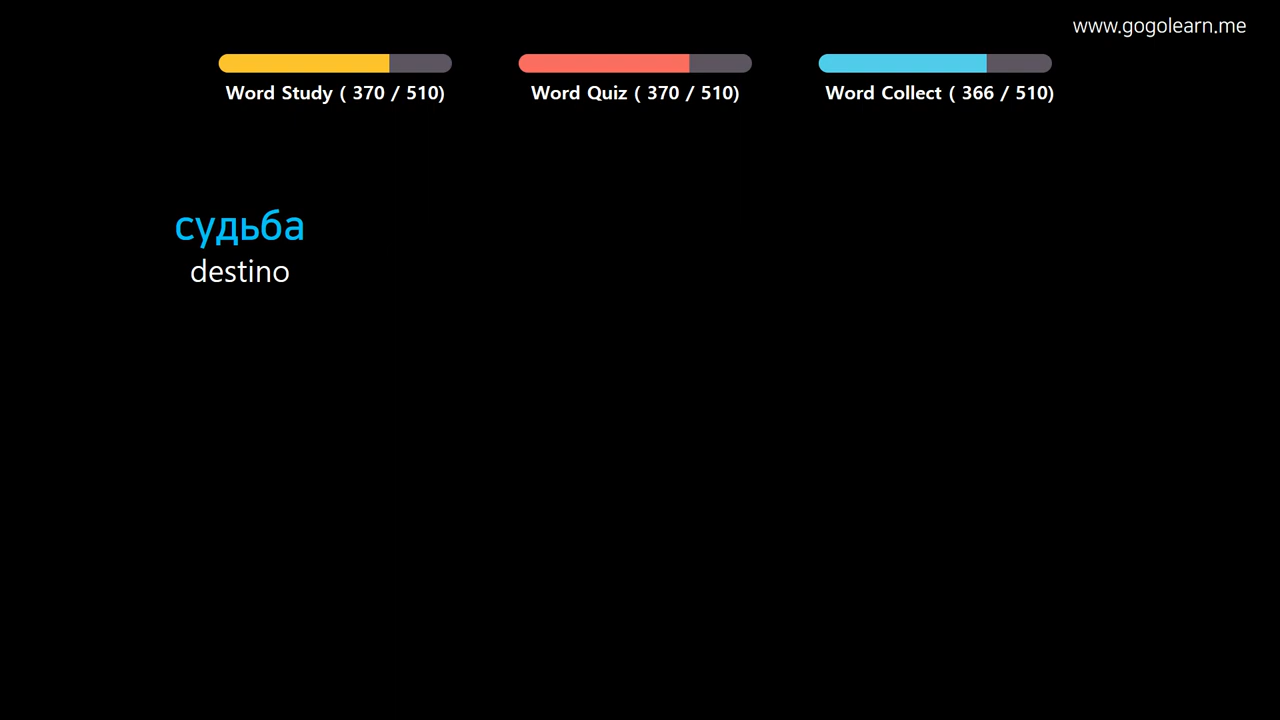 www.gogolearn.me
Word Study ( 370 / 510)
Word Quiz ( 370 / 510)
Word Collect ( 366 / 510)
судьба
destino